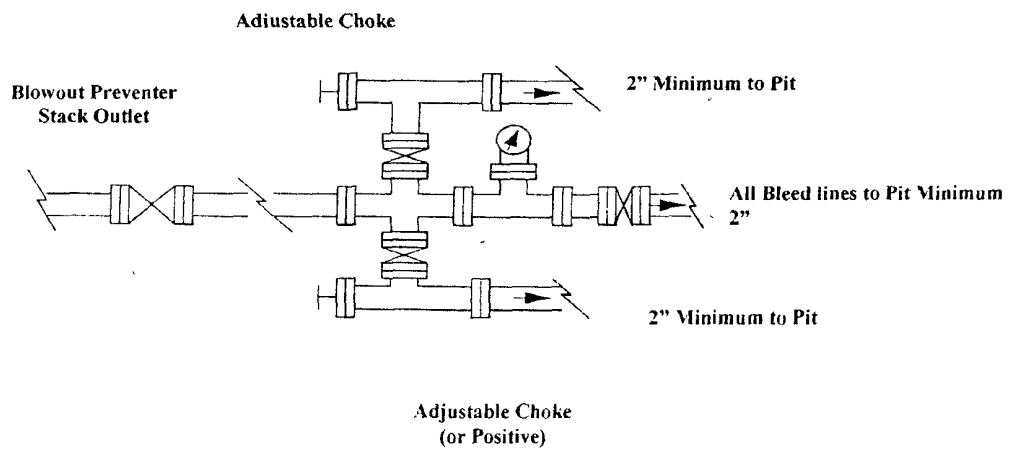 Adjustable Choke
Blowout Preventer
Stack Outlet
2” Minimum to Pit
All Bleed lines to Pit Minimum
2”
2” Minimum to Pit
Adjustable Choke
(or Positive)